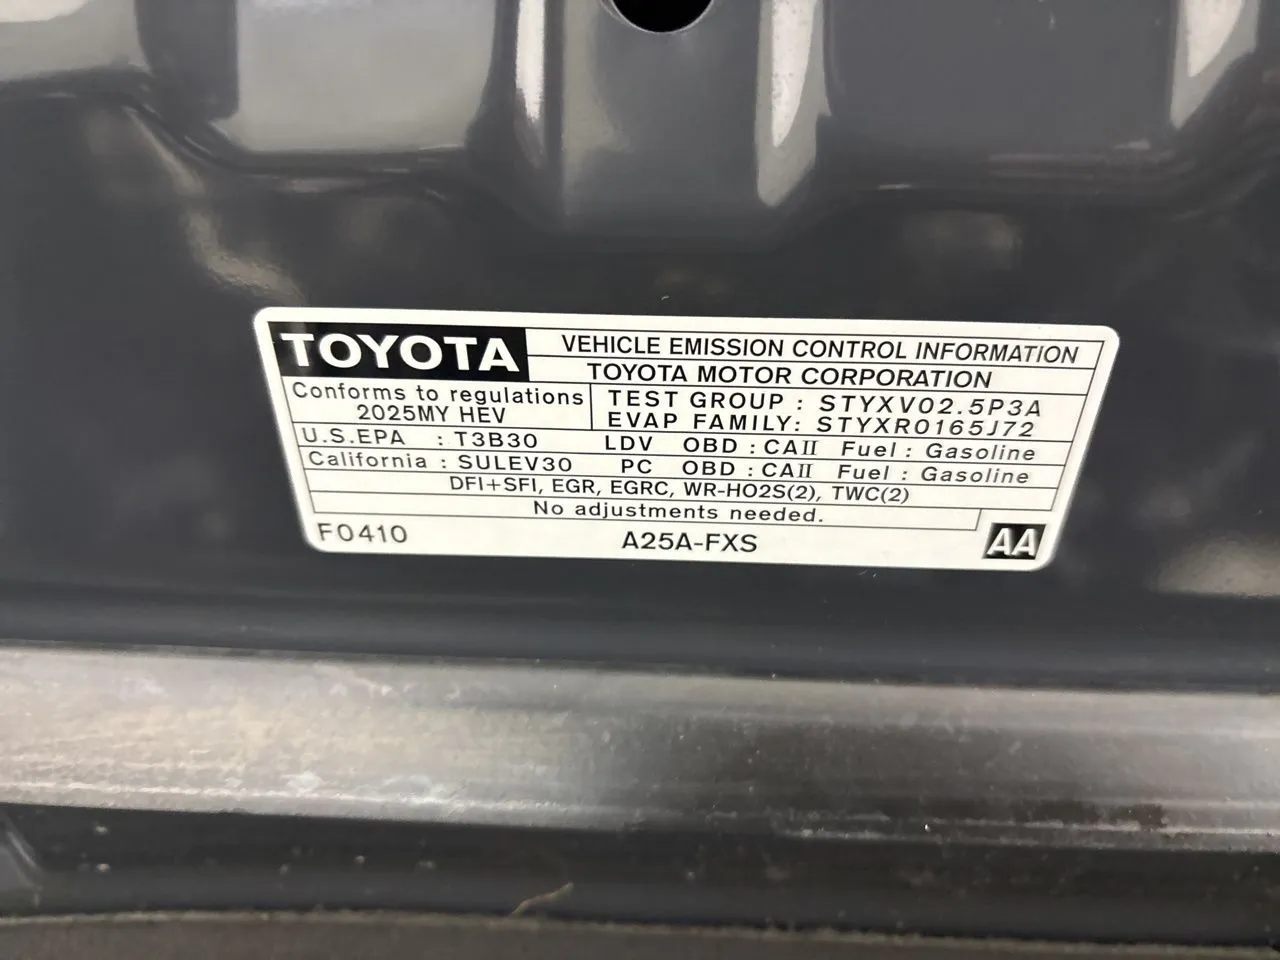 TOYOTA VEHICLE EMISSION CONTROL INFORMATION
TOYOTA MOTOR CORPORATION
Conforms to regulations
2025MY HEV
TEST GROUP : STYXV02.5P3A
EVAP FAMILY: STYXR0165J72
U.S.EPA : T3B30 LDV OBD : CAII Fuel : Gasoline
California : SULEV30 PC OBD : CAII Fuel : Gasoline
DFI+SFI, EGR, EGRC, WR-HO2S(2), TWC(2)
No adjustments needed.
F0410 A25A-FXS AA